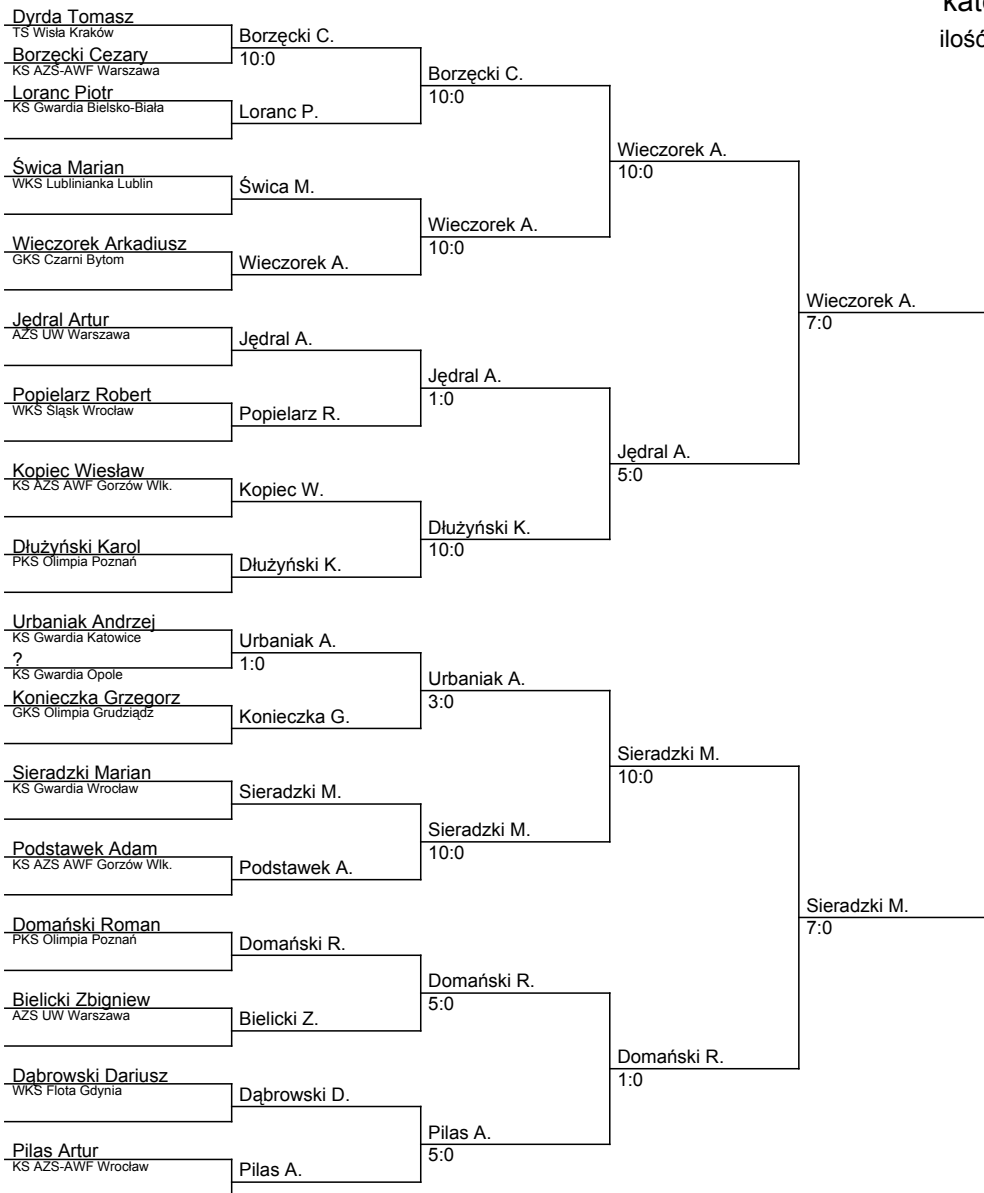 kate
ilość
Dyrda Tomasz
TS Wisła Kraków
Borzęcki Cezary
KS AZS-AWF Warszawa
Loranc Piotr
KS Gwardia Bielsko-Biała
Świca Marian
WKS Lublinianka Lublin
Wieczorek Arkadiusz
GKS Czarni Bytom
Jędral Artur
AZS UW Warszawa
Popielarz Robert
WKS Śląsk Wrocław
Kopiec Wiesław
KS AZS AWF Gorzów Wlk.
Dłużyński Karol
PKS Olimpia Poznań
Urbaniak Andrzej
KS Gwardia Katowice
?
KS Gwardia Opole
Konieczka Grzegorz
GKS Olimpia Grudziądz
Sieradzki Marian
KS Gwardia Wrocław
Podstawek Adam
KS AZS AWF Gorzów Wlk.
Domański Roman
PKS Olimpia Poznań
Bielicki Zbigniew
AZS UW Warszawa
Dąbrowski Dariusz
WKS Flota Gdynia
Pilas Artur
KS AZS-AWF Wrocław
Borzęcki C.
10:0
Loranc P.
Świca M.
Wieczorek A.
Jędral A.
Popielarz R.
Kopiec W.
Dłużyński K.
Urbaniak A.
1:0
Konieczka G.
Sieradzki M.
Podstawek A.
Domański R.
Bielicki Z.
Dąbrowski D.
Pilas A.
Borzęcki C.
10:0
Wieczorek A.
10:0
Jędral A.
1:0
Dłużyński K.
10:0
Urbaniak A.
3:0
Sieradzki M.
10:0
Domański R.
5:0
Pilas A.
5:0
Wieczorek A.
10:0
Jędral A.
5:0
Sieradzki M.
10:0
Domański R.
1:0
Wieczorek A.
7:0
Sieradzki M.
7:0